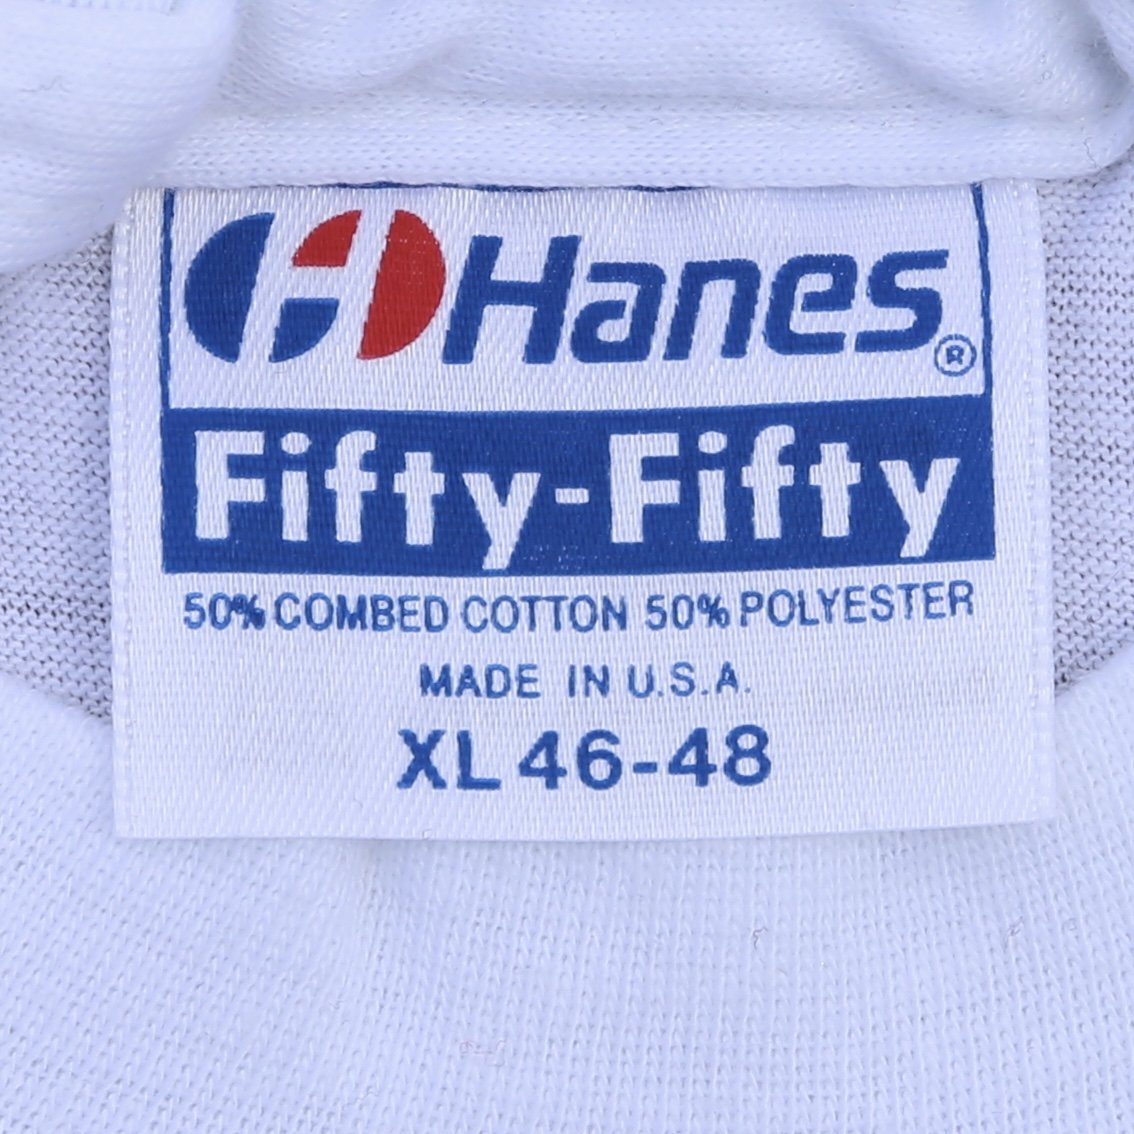 Hanes®
Fifty-Fifty
50% COMBED COTTON 50% POLYESTER
MADE IN U.S.A.
XL 46-48